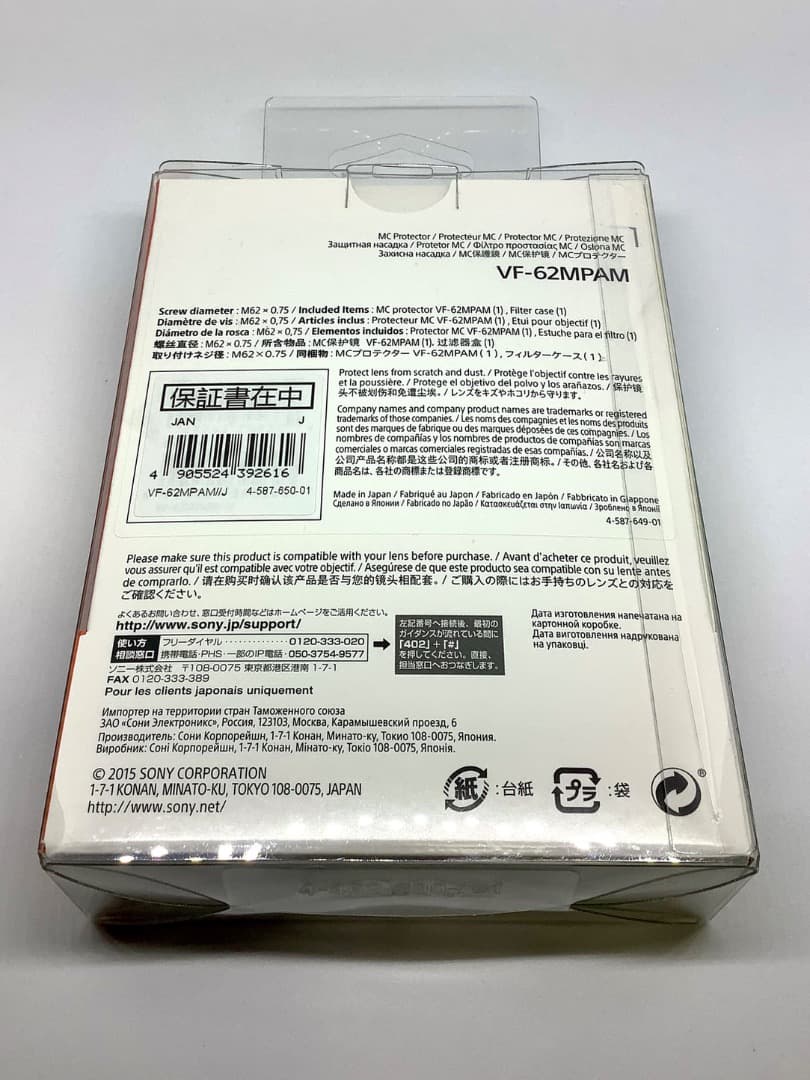 MC Protector / Protecteur MC / Protector MC / Protezione MC
Защитная насадка / Protetor MC / Φίλτρο προστασίας MC / Osłona MC
Захисна насадка / MC保護鏡 / MC保护镜 / MCプロテクター
VF-62MPAM
Screw diameter : M62 × 0.75 / Included Items : MC protector VF-62MPAM (1) , Filter case (1)
Diamètre de vis : M62 × 0,75 / Articles inclus : Protecteur MC VF-62MPAM (1) , Etui pour objectif (1)
Diámetro de la rosca : M62 × 0,75 / Elementos incluidos : Protector MC VF-62MPAM (1) , Estuche para el filtro (1)
螺丝直径 : M62 × 0.75 / 所含物品 : MC保护镜 VF-62MPAM (1), 过滤器盒 (1)
取り付けネジ径 : M62×0.75 / 同梱物 : MCプロテクター VF-62MPAM ( 1 ) , フィルターケース ( 1 )
保証書在中
JAN J
4 905524 392616
VF-62MPAM//J 4-587-650-01
Protect lens from scratch and dust. / Protège l'objectif contre les rayures
et la poussière. / Protege el objetivo del polvo y los arañazos. / 保护镜
头不被划伤和免遭尘埃。 / レンズをキズやホコリから守ります。
Company names and company product names are trademarks or registered
trademarks of those companies. / Les noms des compagnies et les noms des produits
sont des marques de fabrique ou des marques déposées de ces compagnies. / Los
nombres de compañías y los nombres de productos de compañías son marcas
comerciales o marcas comerciales registradas de esas compañías. / 公司名称以及
公司产品名称都是这些公司的商标或者注册商标。 / その他、各社名および各
商品名は、各社の商標または登録商標です。
Made in Japan / Fabriqué au Japon / Fabricado en Japón / Fabbricato in Giappone
Сделано в Японии / Fabricado no Japão / Κατασκευάζεται στην Ιαπωνία / Зроблено в Японії
4-587-649-01
Please make sure this product is compatible with your lens before purchase. / Avant d'acheter ce produit, veuillez
vous assurer qu'il est compatible avec votre objectif. / Asegúrese de que este producto sea compatible con su lente antes
de comprarlo. / 请在购买时确认该产品是否与您的镜头相配套。 / ご購入の際にはお手持ちのレンズとの対応を
ご確認ください。
よくあるお問い合わせ、窓口受付時間などはホームページをご活用ください。
http://www.sony.jp/support/
使い方
相談窓口
フリーダイヤル ············ 0120-333-020
携帯電話・PHS・一部のIP電話 · 050-3754-9577
左記番号へ接続後、最初の
ガイダンスが流れている間に
「402」+「#」
を押してください。直接、
担当窓口へおつなぎします。
ソニー株式会社 〒108-0075 東京都港区港南 1-7-1
FAX 0120-333-389
Pour les clients japonais uniquement
Дата изготовления напечатана на
картонной коробке.
Дата виготовлення надрукована
на упаковці.
Импортер на территории стран Таможенного союза
ЗАО «Сони Электроникс», Россия, 123103, Москва, Карамышевский проезд, 6
Производитель: Сони Корпорейшн, 1-7-1 Конан, Минато-ку, Токио 108-0075, Япония.
Виробник: Соні Корпорейшн, 1-7-1 Конан, Мінато-ку, Токіо 108-0075, Японія.
© 2015 SONY CORPORATION
1-7-1 KONAN, MINATO-KU, TOKYO 108-0075, JAPAN
http://www.sony.net/
紙 : 台紙 プラ : 袋 ®